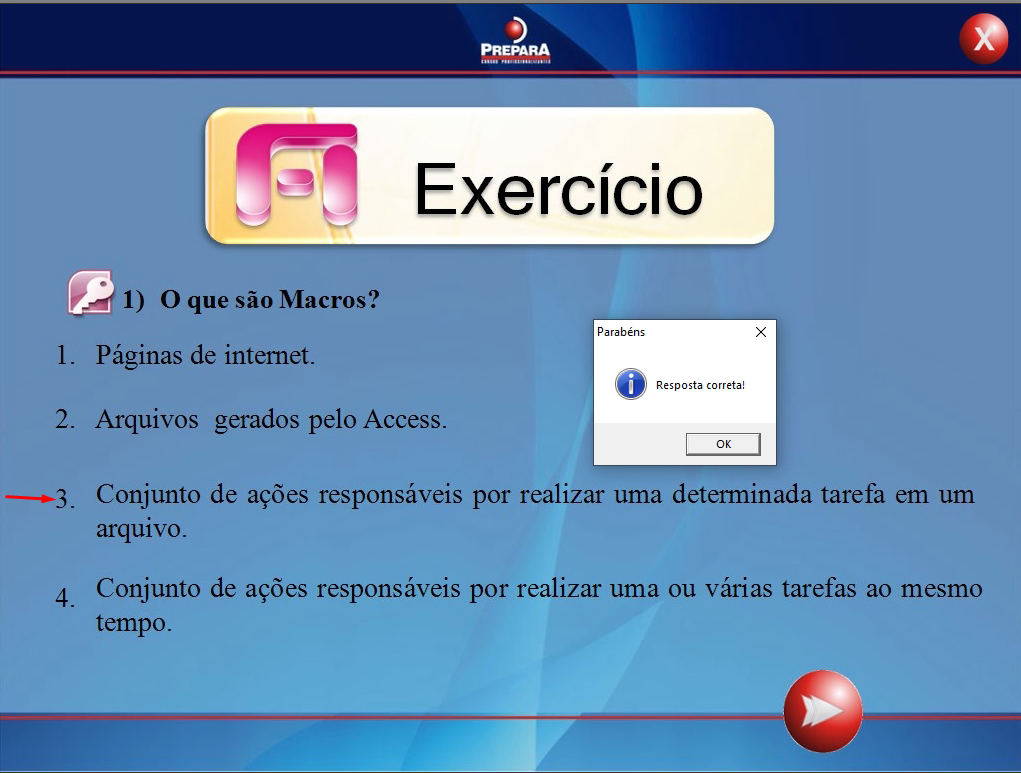 PREPARA
CURSOS PROFISSIONALIZANTES
X
Exercício
1) O que são Macros?
1. Páginas de internet.
Parabéns
Resposta correta!
OK
2. Arquivos gerados pelo Access.
3. Conjunto de ações responsáveis por realizar uma determinada tarefa em um
arquivo.
4. Conjunto de ações responsáveis por realizar uma ou várias tarefas ao mesmo
tempo.